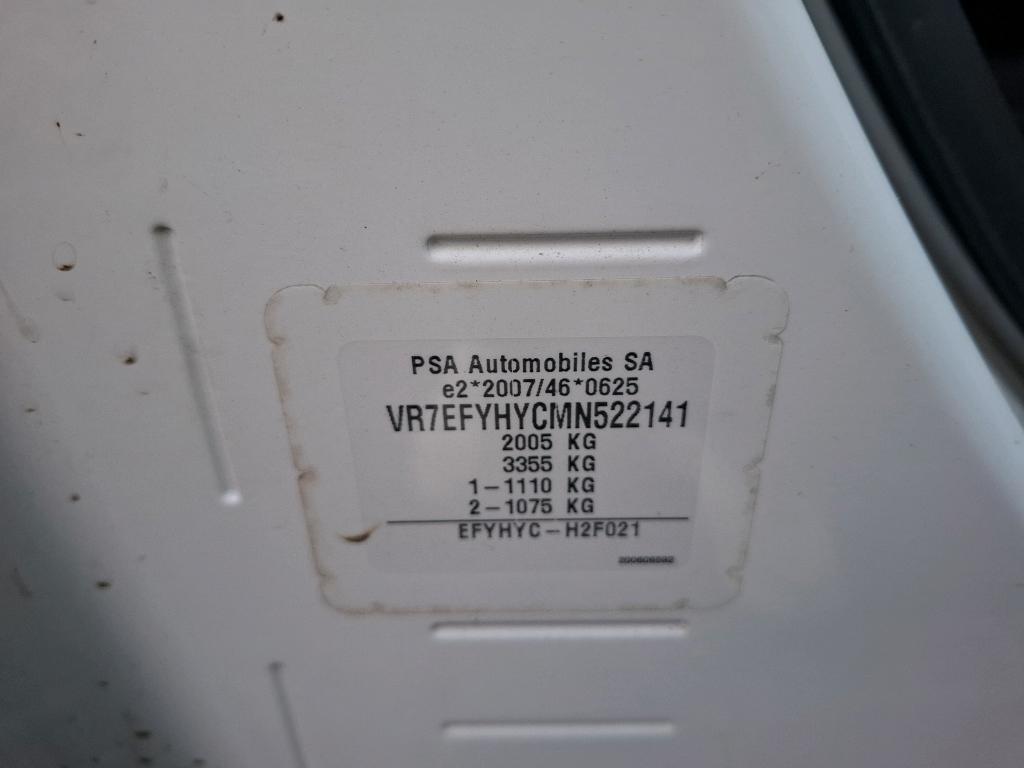 PSA Automobiles SA
e2*2007/46*0625
VR7EFYHYCMN522141
2005 KG
3355 KG
1-1110 KG
2-1075 KG
EFYHYC-H2F021